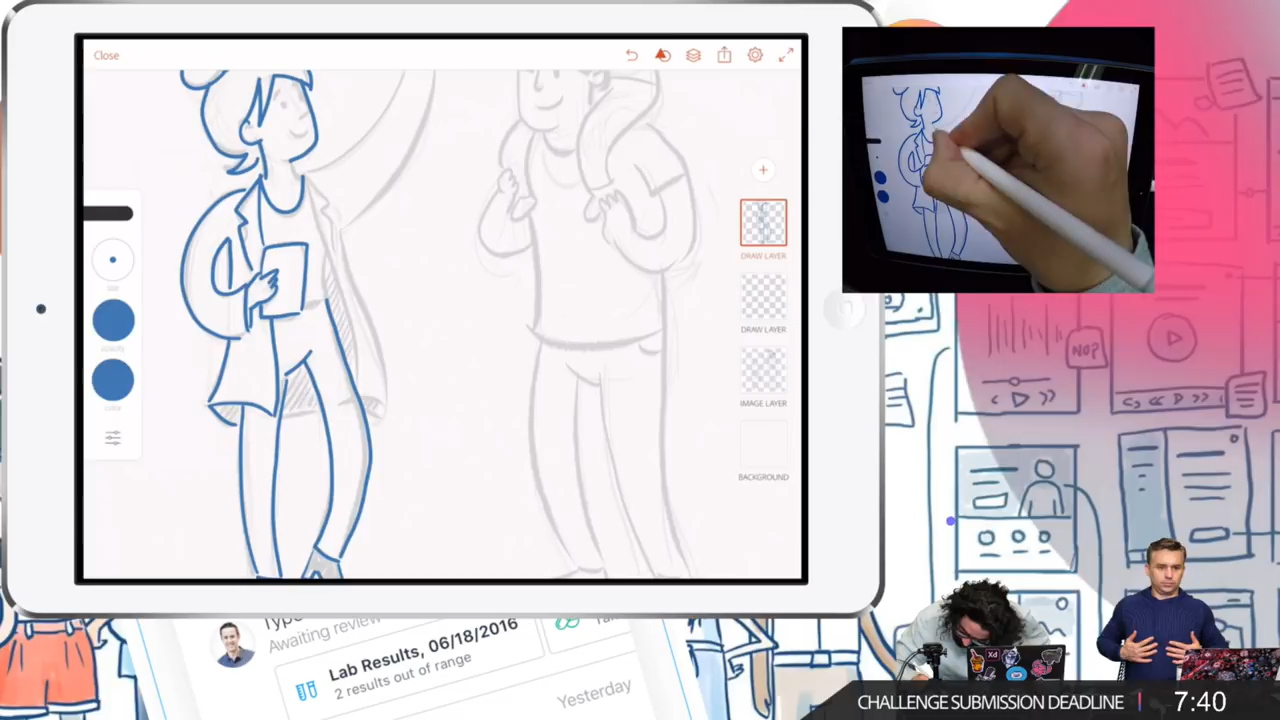 Close
DRAW LAYER
DRAW LAYER
IMAGE LAYER
BACKGROUND
NOP
Awaiting review
Lab Results, 06/18/2016
2 results out of range
Yesterday
Xd
CHALLENGE SUBMISSION DEADLINE | 7:40